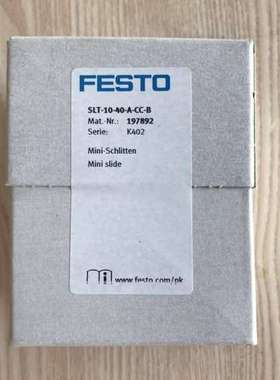 FESTO
SLT-10-40-A-CC-B
Mat.-Nr.: 197892
Serie: K402
Mini-Schlitten
Mini slide
www.festo.com/pk